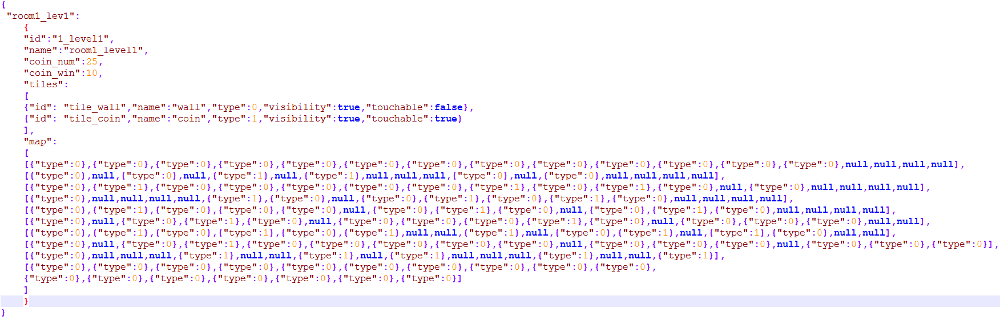 {
"room1_lev1":
{
"id":"1_level1",
"name":"room1_level1",
"coin_num":25,
"coin_win":10,
"tiles":
[
{"id": "tile_wall","name":"wall","type":0,"visibility":true,"touchable":false},
{"id": "tile_coin","name":"coin","type":1,"visibility":true,"touchable":true}
],
"map":
[
[{"type":0},{"type":0},{"type":0},{"type":0},{"type":0},{"type":0},{"type":0},{"type":0},{"type":0},{"type":0},{"type":0},{"type":0},{"type":0},null,null,null,null],
[{"type":0},null,{"type":0},null,{"type":1},null,{"type":1},null,null,null,{"type":0},null,{"type":0},null,null,null,null],
[{"type":0},{"type":1},{"type":0},{"type":0},{"type":0},{"type":0},{"type":0},{"type":1},{"type":0},{"type":1},{"type":0},null,{"type":0},null,null,null,null],
[{"type":0},null,null,null,null,{"type":1},{"type":0},null,{"type":0},{"type":1},{"type":0},{"type":1},{"type":0},null,null,null,null],
[{"type":0},{"type":1},{"type":0},{"type":0},{"type":0},null,{"type":0},{"type":1},{"type":0},null,{"type":0},{"type":1},{"type":0},null,null,null,null],
[{"type":0},null,{"type":0},{"type":1},{"type":0},null,{"type":0},{"type":0},{"type":0},{"type":1},{"type":0},null,{"type":0},{"type":0},{"type":0},null,null],
[{"type":0},{"type":1},{"type":0},{"type":1},{"type":0},{"type":1},null,null,{"type":1},null,{"type":0},{"type":1},null,{"type":1},{"type":0},null,null],
[{"type":0},null,{"type":0},{"type":1},{"type":0},{"type":0},{"type":0},{"type":0},{"type":0},null,{"type":0},{"type":0},{"type":0},null,{"type":0},{"type":0},{"type":0}],
[{"type":0},null,null,null,{"type":1},null,null,{"type":1},null,{"type":1},null,null,null,{"type":1},null,null,{"type":1}],
[{"type":0},{"type":0},{"type":0},{"type":0},{"type":0},{"type":0},{"type":0},{"type":0},{"type":0},{"type":0},
{"type":0},{"type":0},{"type":0},{"type":0},{"type":0},{"type":0},{"type":0}]
]
}
}